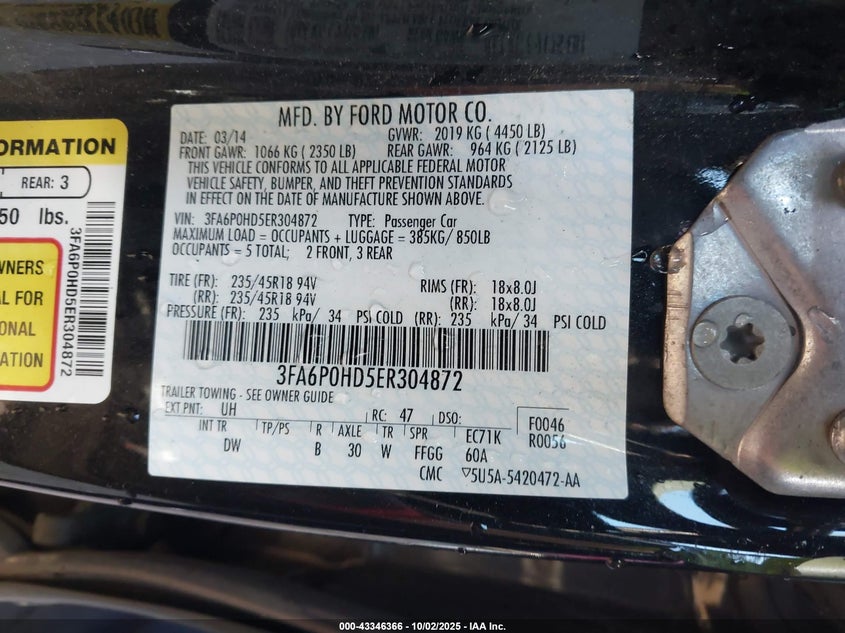 MFD. BY FORD MOTOR CO.
DATE: 03/14 GVWR: 2019 KG ( 4450 LB)
FRONT GAWR: 1066 KG ( 2350 LB) REAR GAWR: 964 KG ( 2125 LB)
THIS VEHICLE CONFORMS TO ALL APPLICABLE FEDERAL MOTOR
VEHICLE SAFETY, BUMPER, AND THEFT PREVENTION STANDARDS
IN EFFECT ON THE DATE OF MANUFACTURE SHOWN ABOVE.
VIN: 3FA6P0HD5ER304872 TYPE: Passenger Car
MAXIMUM LOAD = OCCUPANTS + LUGGAGE = 385KG/ 850LB
OCCUPANTS = 5 TOTAL; 2 FRONT, 3 REAR
TIRE (FR): 235/45R18 94V RIMS (FR): 18x8.0J
(RR): 235/45R18 94V (RR): 18x8.0J
PRESSURE (FR): 235 kPa/ 34 PSI COLD (RR): 235 kPa/ 34 PSI COLD
3FA6P0HD5ER304872
TRAILER TOWING - SEE OWNER GUIDE
EXT PNT: UH RC: 47 DSO: F0046
INT TR TP/PS R AXLE TR SPR EC71K R0056
DW B 30 W FFGG 60A
CMC ▽5U5A-5420472-AA
ORMATION
REAR: 3
50 lbs.
WNERS
AL FOR
IONAL
MATION
3FA6P0HD5ER304872
000-43346366 - 10/02/2025 - IAA Inc.